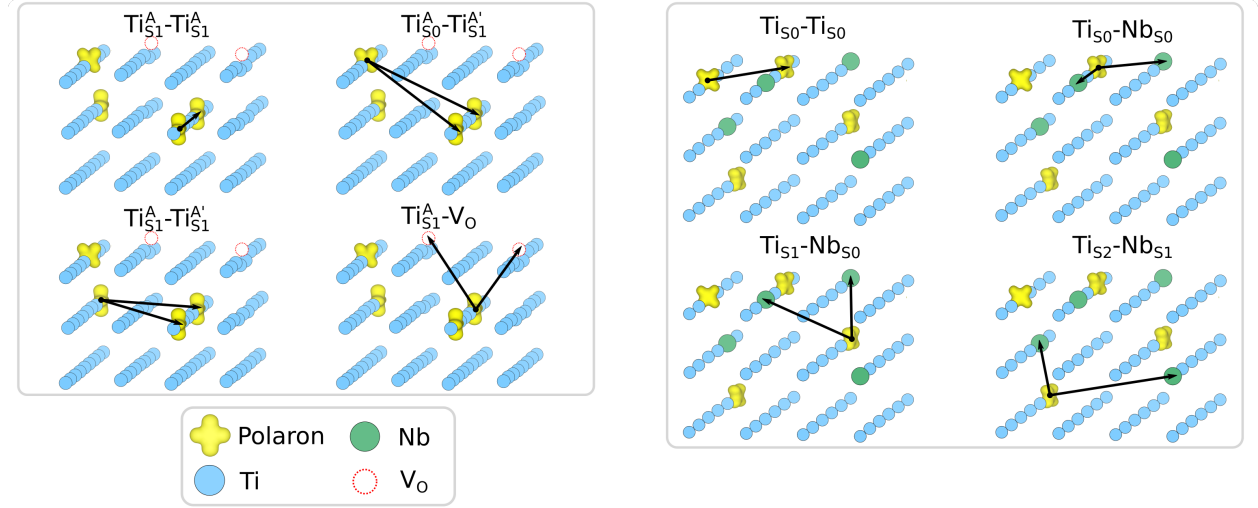 Ti^A_S1-Ti^A_S1
Ti^A_S0-Ti^A'_S1
Ti^A_S1-Ti^A'_S1
Ti^A_S1-V_O
Ti_S0-Ti_S0
Ti_S0-Nb_S0
Ti_S1-Nb_S0
Ti_S2-Nb_S1
Polaron
Nb
Ti
V_O